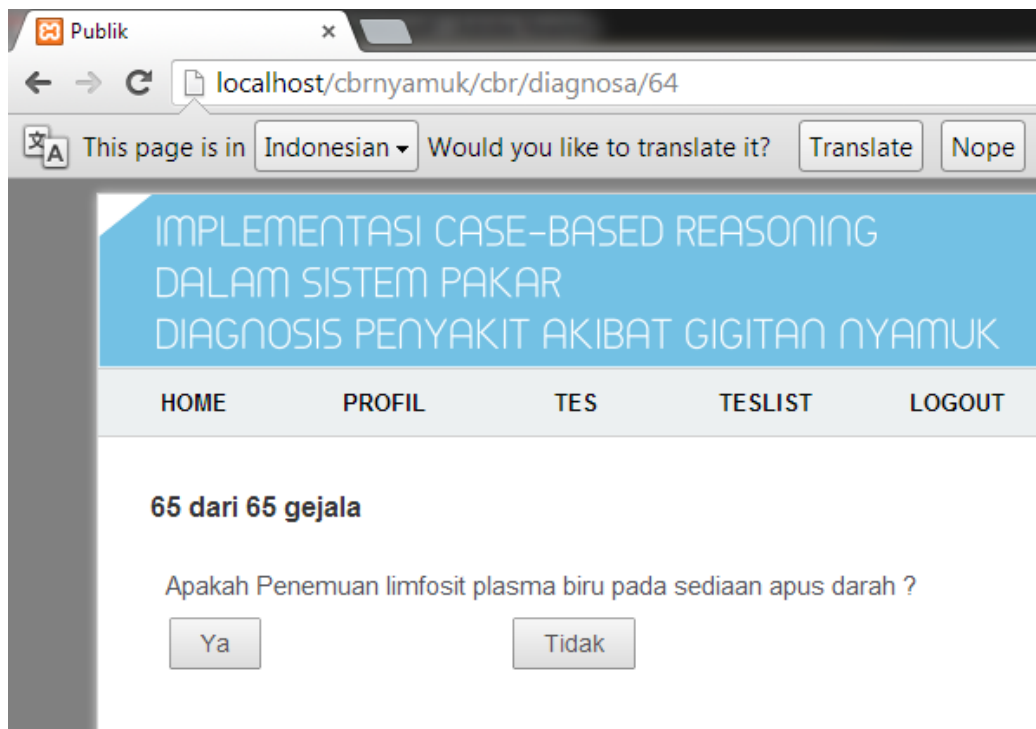 Publik
localhost/cbrnyamuk/cbr/diagnosa/64
This page is in Indonesian Would you like to translate it? Translate Nope
IMPLEMENTASI CASE-BASED REASONING
DALAM SISTEM PAKAR
DIAGNOSIS PENYAKIT AKIBAT GIGITAN NYAMUK
HOME PROFIL TES TESLIST LOGOUT
65 dari 65 gejala
Apakah Penemuan limfosit plasma biru pada sediaan apus darah ?
Ya Tidak